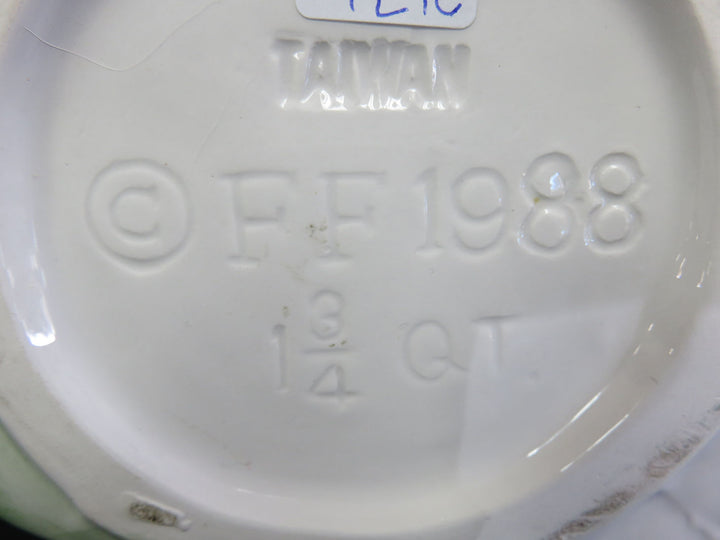 TAIWAN
© FF 1988
1 3/4 QT.